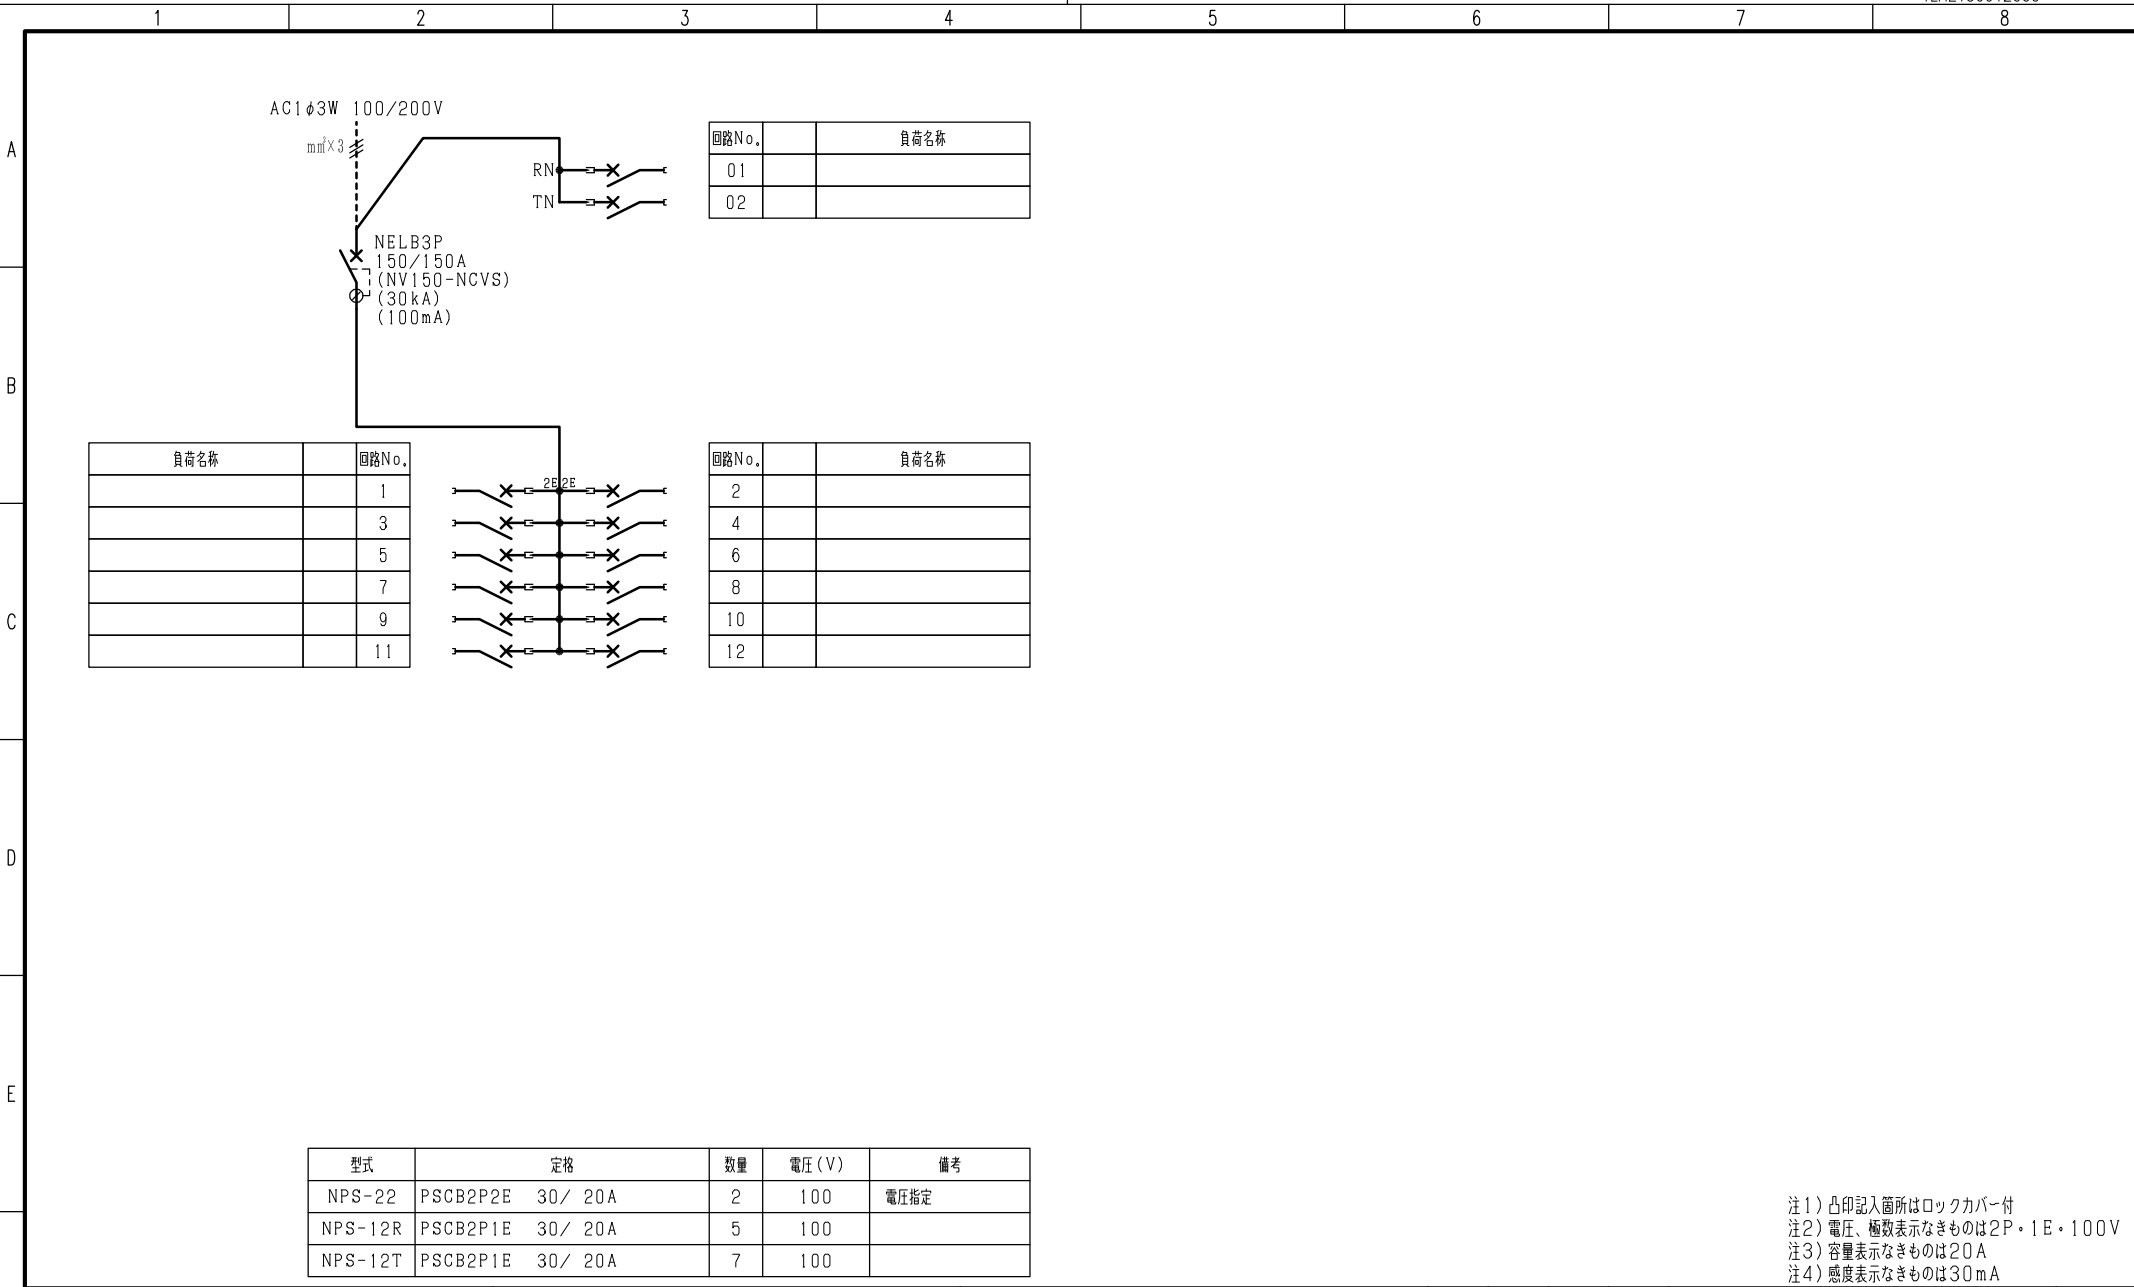 1 2 3 4 5 6 7 8
A
B
C
D
E
AC1φ3W 100/200V
mm²×3
RN
TN
NELB3P
150/150A
(NV150-NCVS)
(30kA)
(100mA)
回路No. 負荷名称
01
02
負荷名称 回路No.
1
3
5
7
9
11
2E 2E
回路No. 負荷名称
2
4
6
8
10
12
型式 定格 数量 電圧(V) 備考
NPS-22 PSCB2P2E 30/ 20A 2 100 電圧指定
NPS-12R PSCB2P1E 30/ 20A 5 100
NPS-12T PSCB2P1E 30/ 20A 7 100
注1)凸印記入箇所はロックカバー付
注2)電圧、極数表示なきものは2P・1E・100V
注3)容量表示なきものは20A
注4)感度表示なきものは30mA